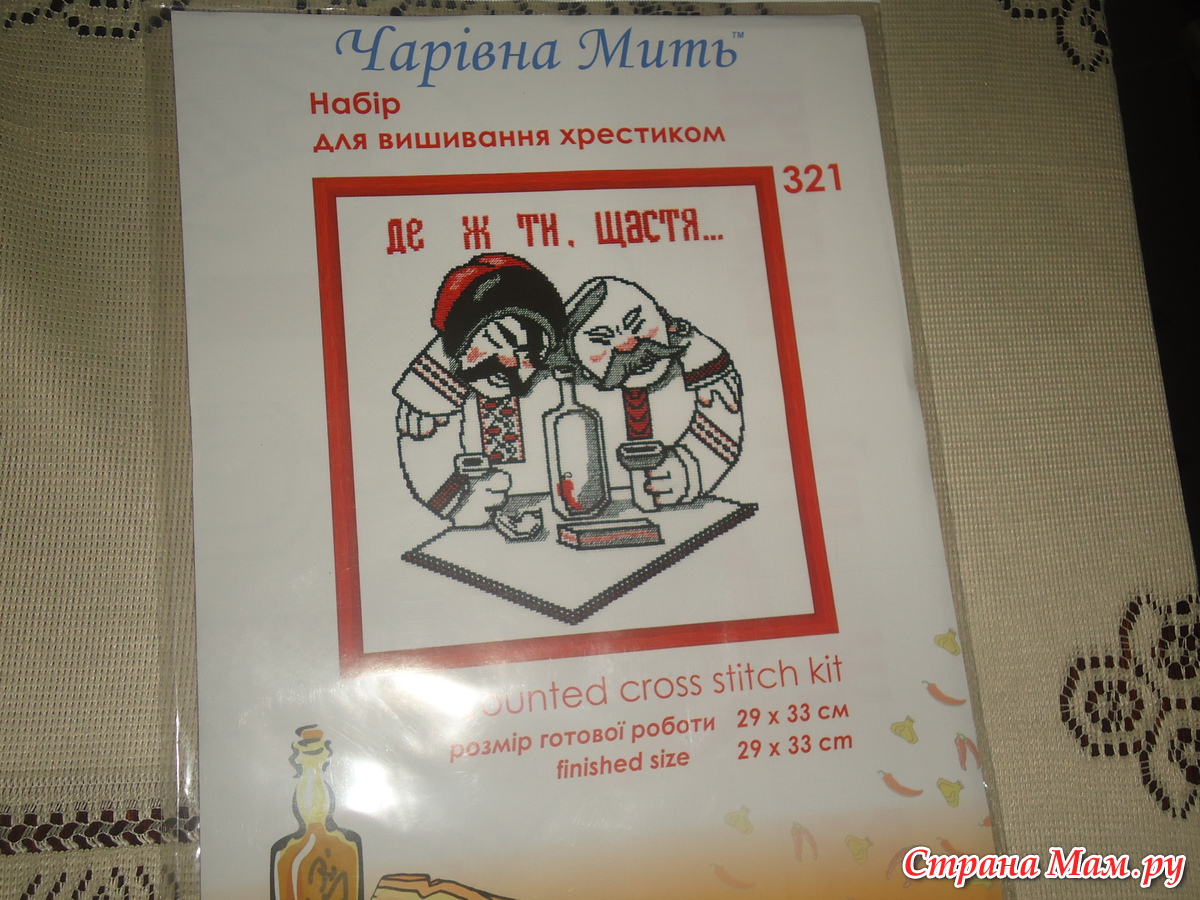 Чарівна Мить™
Набір
для вишивання хрестиком
321
де ж ти, щастя...
ounted cross stitch kit
розмір готової роботи 29 х 33 см
finished size 29 x 33 cm
Страна Мам.ру